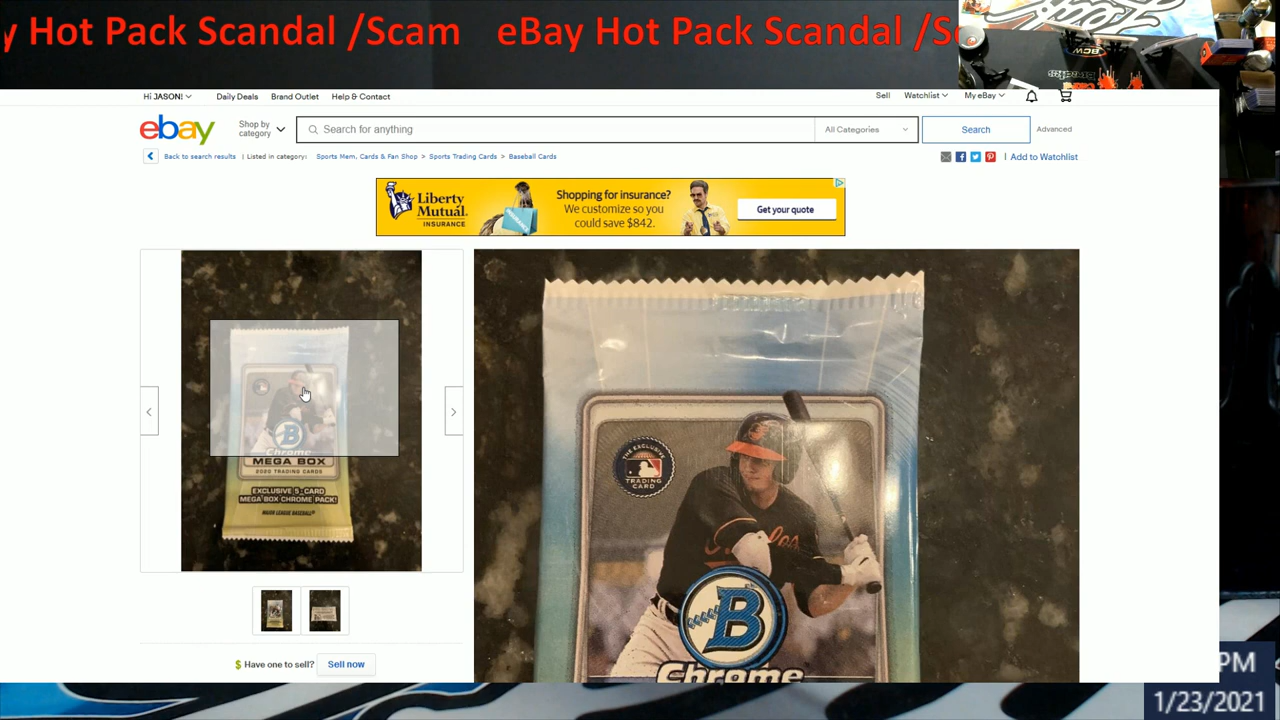 y Hot Pack Scandal /Scam eBay Hot Pack Scandal /S
BCW
Hi JASON! Daily Deals Brand Outlet Help & Contact
Sell Watchlist My eBay
ebay
Shop by category
Search for anything
All Categories
Search
Advanced
Back to search results | Listed in category: Sports Mem, Cards & Fan Shop > Sports Trading Cards > Baseball Cards
| Add to Watchlist
Liberty Mutual.
INSURANCE
Shopping for insurance?
We customize so you
could save $842.
Get your quote
B
Chrome
MEGA BOX
2020 TRADING CARDS
EXCLUSIVE 5-CARD
MEGA BOX CHROME PACK!
MAJOR LEAGUE BASEBALL
THE EXCLUSIVE
TRADING
CARD
B
Chrome
$ Have one to sell? Sell now
PM
1/23/2021